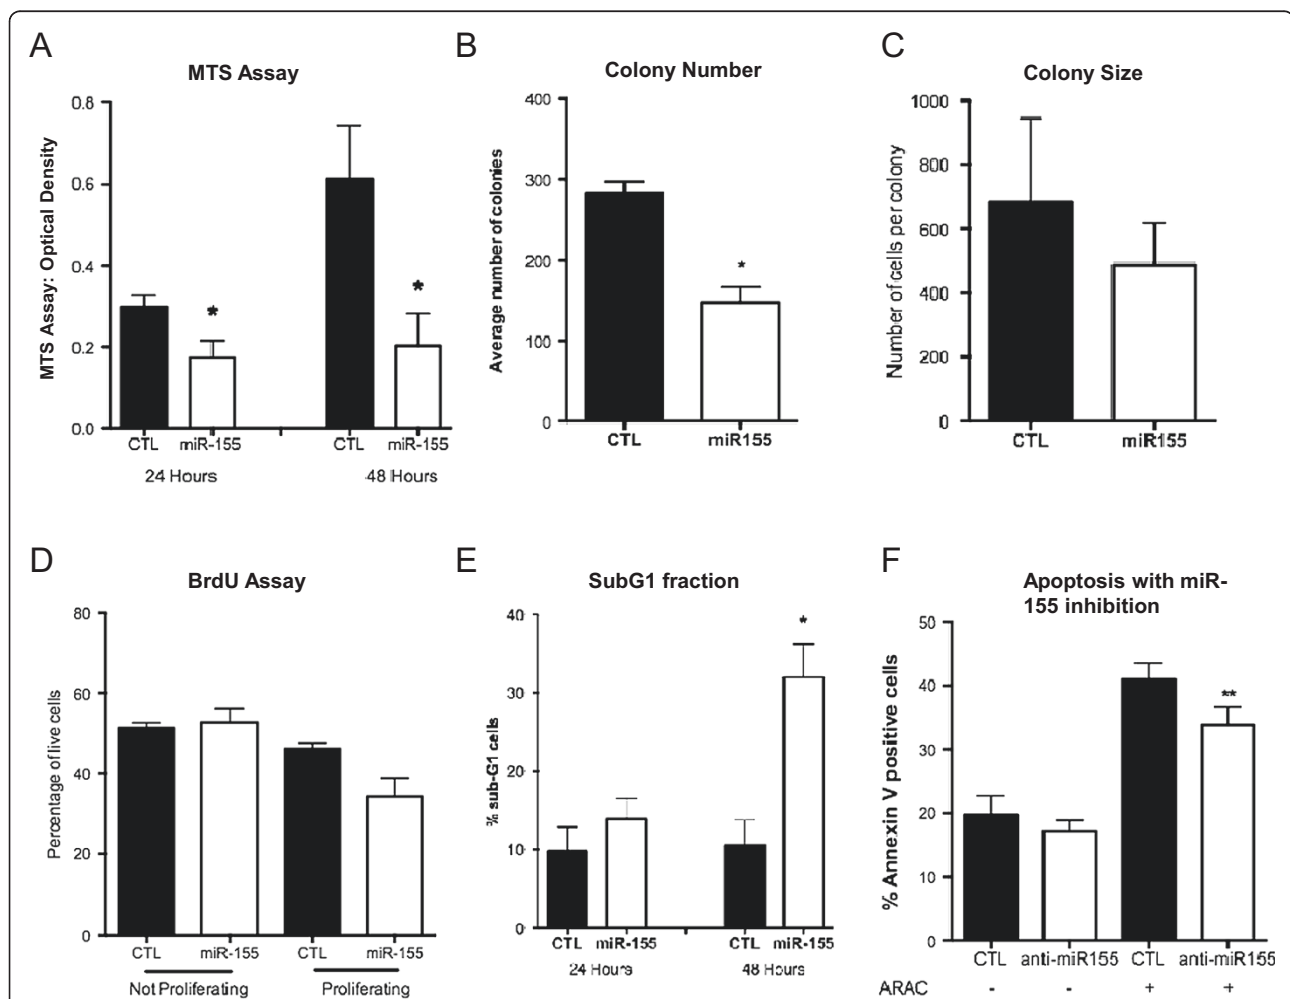 A
MTS Assay
MTS Assay: Optical Density
0.8
0.6
0.4
0.2
0.0
CTL miR-155 CTL miR-155
24 Hours 48 Hours
B
Colony Number
Average number of colonies
400
300
200
100
0
CTL miR155
C
Colony Size
Number of cells per colony
1000
800
600
400
200
0
CTL miR155
D
BrdU Assay
Percentage of live cells
80
60
40
20
0
CTL miR-155 CTL miR-155
Not Proliferating Proliferating
E
SubG1 fraction
% sub-G1 cells
40
30
20
10
0
CTL miR-155 CTL miR-155
24 Hours 48 Hours
F
Apoptosis with miR-
155 inhibition
% Annexin V positive cells
50
40
30
20
10
0
CTL anti-miR155 CTL anti-miR155
ARAC - - + +